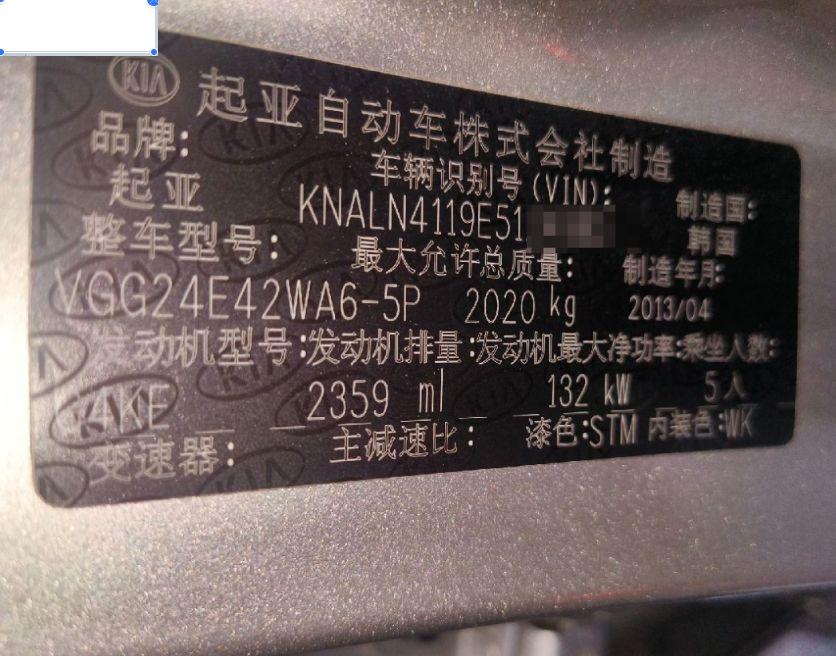 KIA 起亚自动车株式会社制造
品牌: 车辆识别号(VIN): 制造国:
起亚 KNALN4119E51 韩国
整车型号: 最大允许总质量: 制造年月:
VGG24E42WA6-5P 2020 kg 2013/04
发动机型号:发动机排量:发动机最大净功率:乘坐人数:
2359 ml 132 kW 5人
变速器: 主减速比: 漆色:STM 内装色:WK